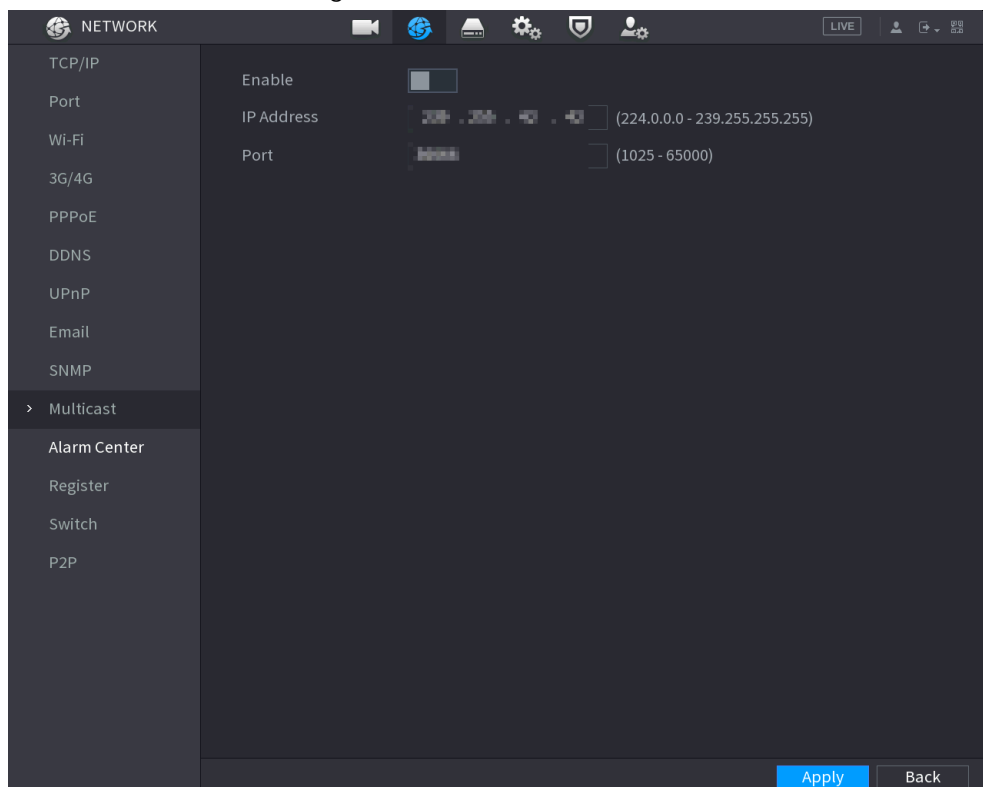 NETWORK
LIVE
TCP/IP
Port
Wi-Fi
3G/4G
PPPoE
DDNS
UPnP
Email
SNMP
Multicast
Alarm Center
Register
Switch
P2P
Enable
IP Address (224.0.0.0 - 239.255.255.255)
Port (1025 - 65000)
Apply Back